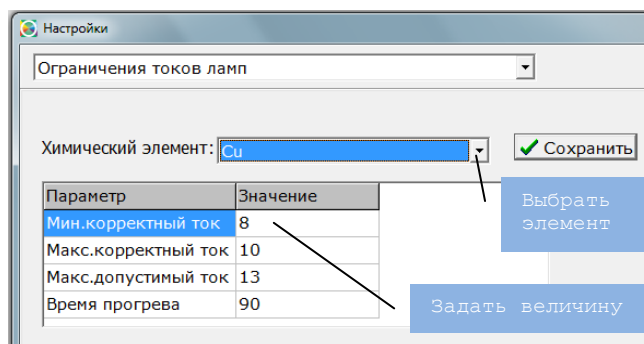 Настройки
Ограничения токов ламп
Химический элемент: Cu
Сохранить
Параметр Значение
Мин.корректный ток 8
Макс.корректный ток 10
Макс.допустимый ток 13
Время прогрева 90
Выбрать
элемент
Задать величину